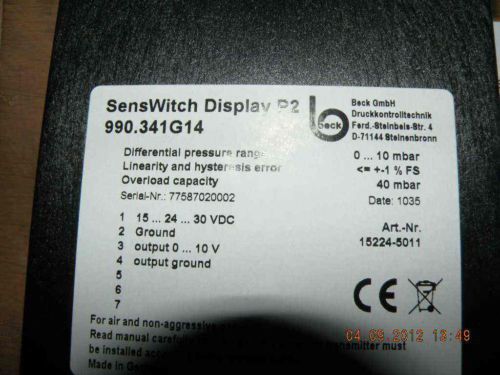 SensWitch Display P2
990.341G14
beck
Beck GmbH
Druckkontrolltechnik
Ferd.-Steinbeis-Str. 4
D-71144 Steinenbronn
Differential pressure range 0 ... 10 mbar
Linearity and hysteresis error <= +-1 % FS
Overload capacity 40 mbar
Serial-Nr.: 77587020002 Date: 1035
1 15 ... 24 ... 30 VDC
2 Ground
3 output 0 ... 10 V
4 output ground
5
6
7
Art.-Nr.
15224-5011
CE
For air and non-aggressive
Read manual carefully transmitter must
be installed
Made in
04.09.2012 13:49